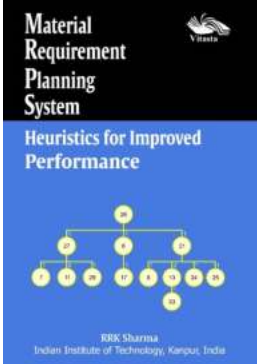 Material
Requirement
Planning
System
Vitasta
Heuristics for Improved
Performance
RRK Sharma
Indian Institute of Technology, Kanpur, India